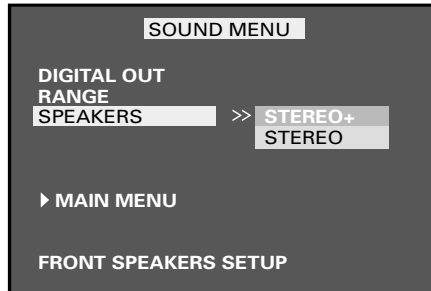 SOUND MENU
DIGITAL OUT
RANGE
SPEAKERS >> STEREO+
STEREO
MAIN MENU
FRONT SPEAKERS SETUP